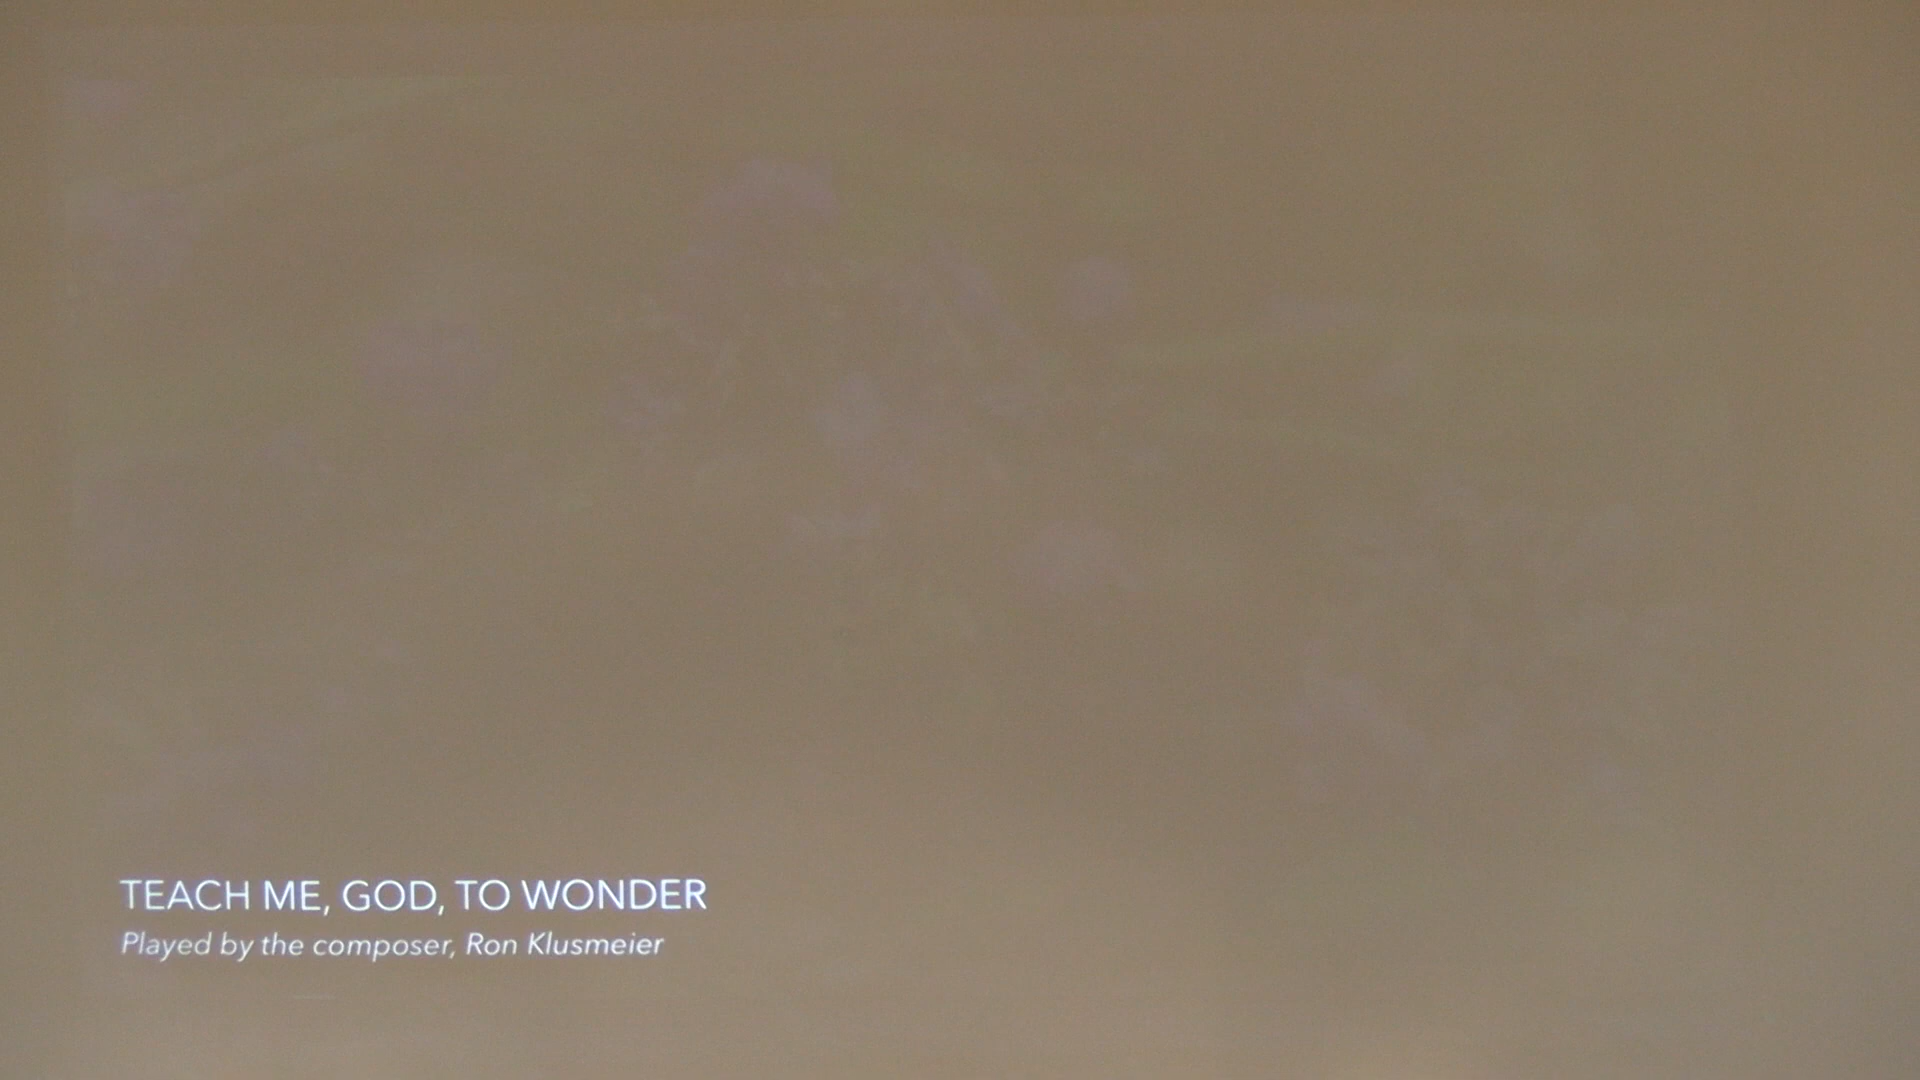 TEACH ME, GOD, TO WONDER
Played by the composer, Ron Klusmeier